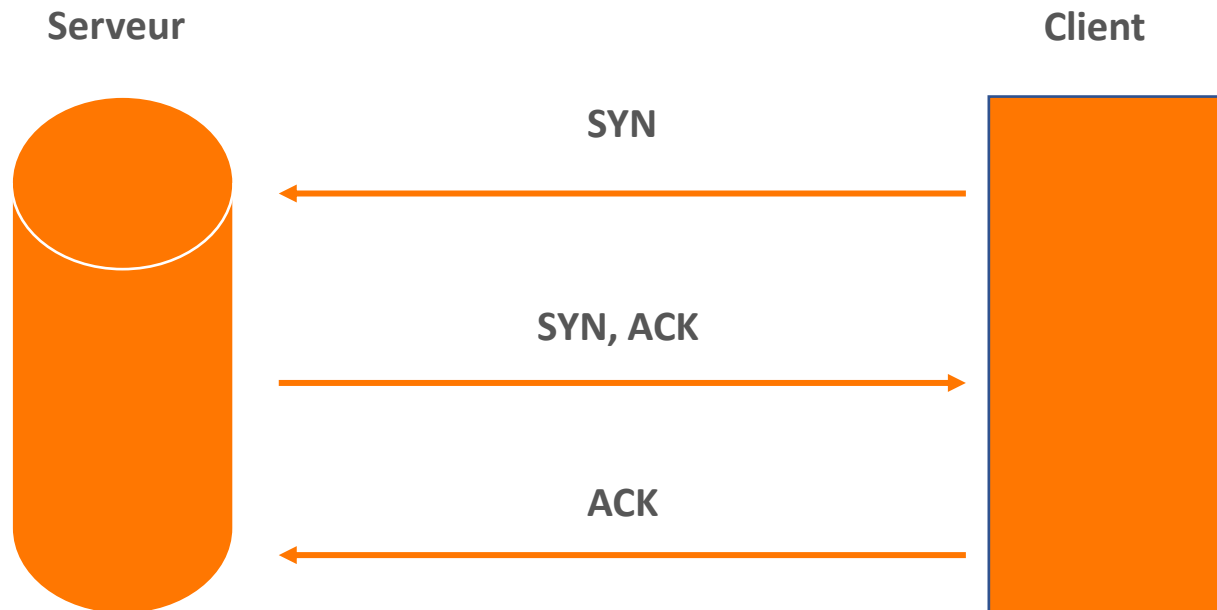 Serveur
Client
SYN
SYN, ACK
ACK